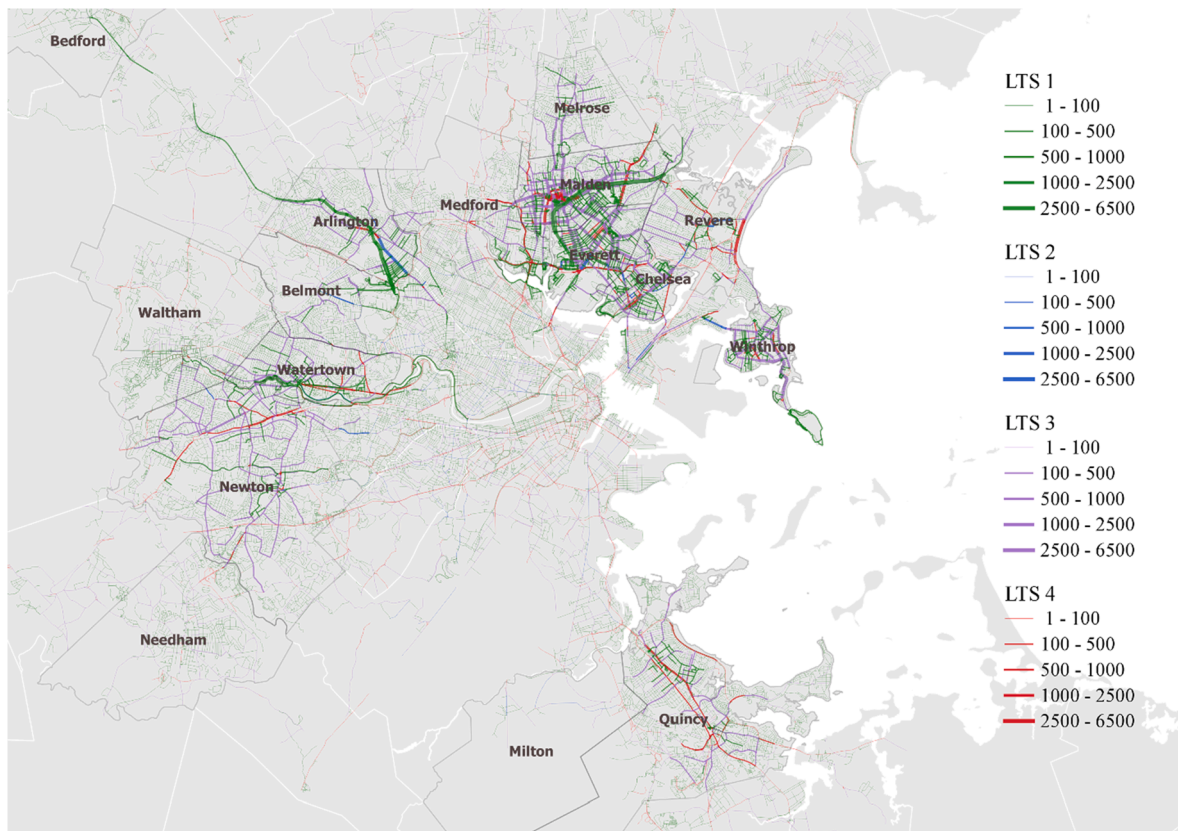 Bedford
Melrose
Malden
Medford
Arlington
Revere
Everett
Chelsea
Belmont
Waltham
Winthrop
Watertown
Newton
Needham
Quincy
Milton
LTS 1
1 - 100
100 - 500
500 - 1000
1000 - 2500
2500 - 6500
LTS 2
1 - 100
100 - 500
500 - 1000
1000 - 2500
2500 - 6500
LTS 3
1 - 100
100 - 500
500 - 1000
1000 - 2500
2500 - 6500
LTS 4
1 - 100
100 - 500
500 - 1000
1000 - 2500
2500 - 6500